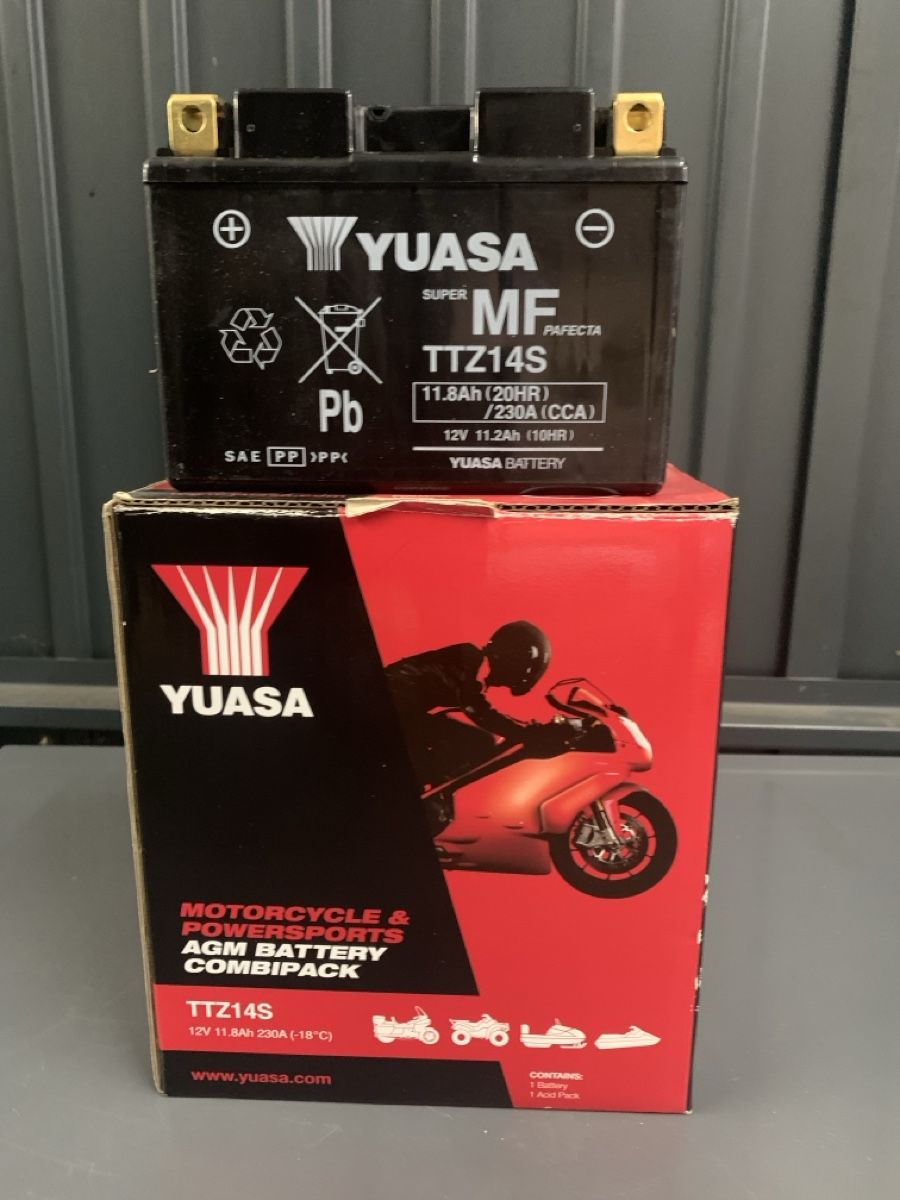 YUASA
SUPER MF PAFECTA
TTZ14S
11.8Ah (20HR)
/230A (CCA)
12V 11.2Ah (10HR)
YUASA BATTERY
Pb
SAE PP >PP<
YUASA
MOTORCYCLE &
POWERSPORTS
AGM BATTERY
COMBIPACK
TTZ14S
12V 11.8Ah 230A (-18°C)
www.yuasa.com
CONTAINS:
1 Battery
1 Acid Pack